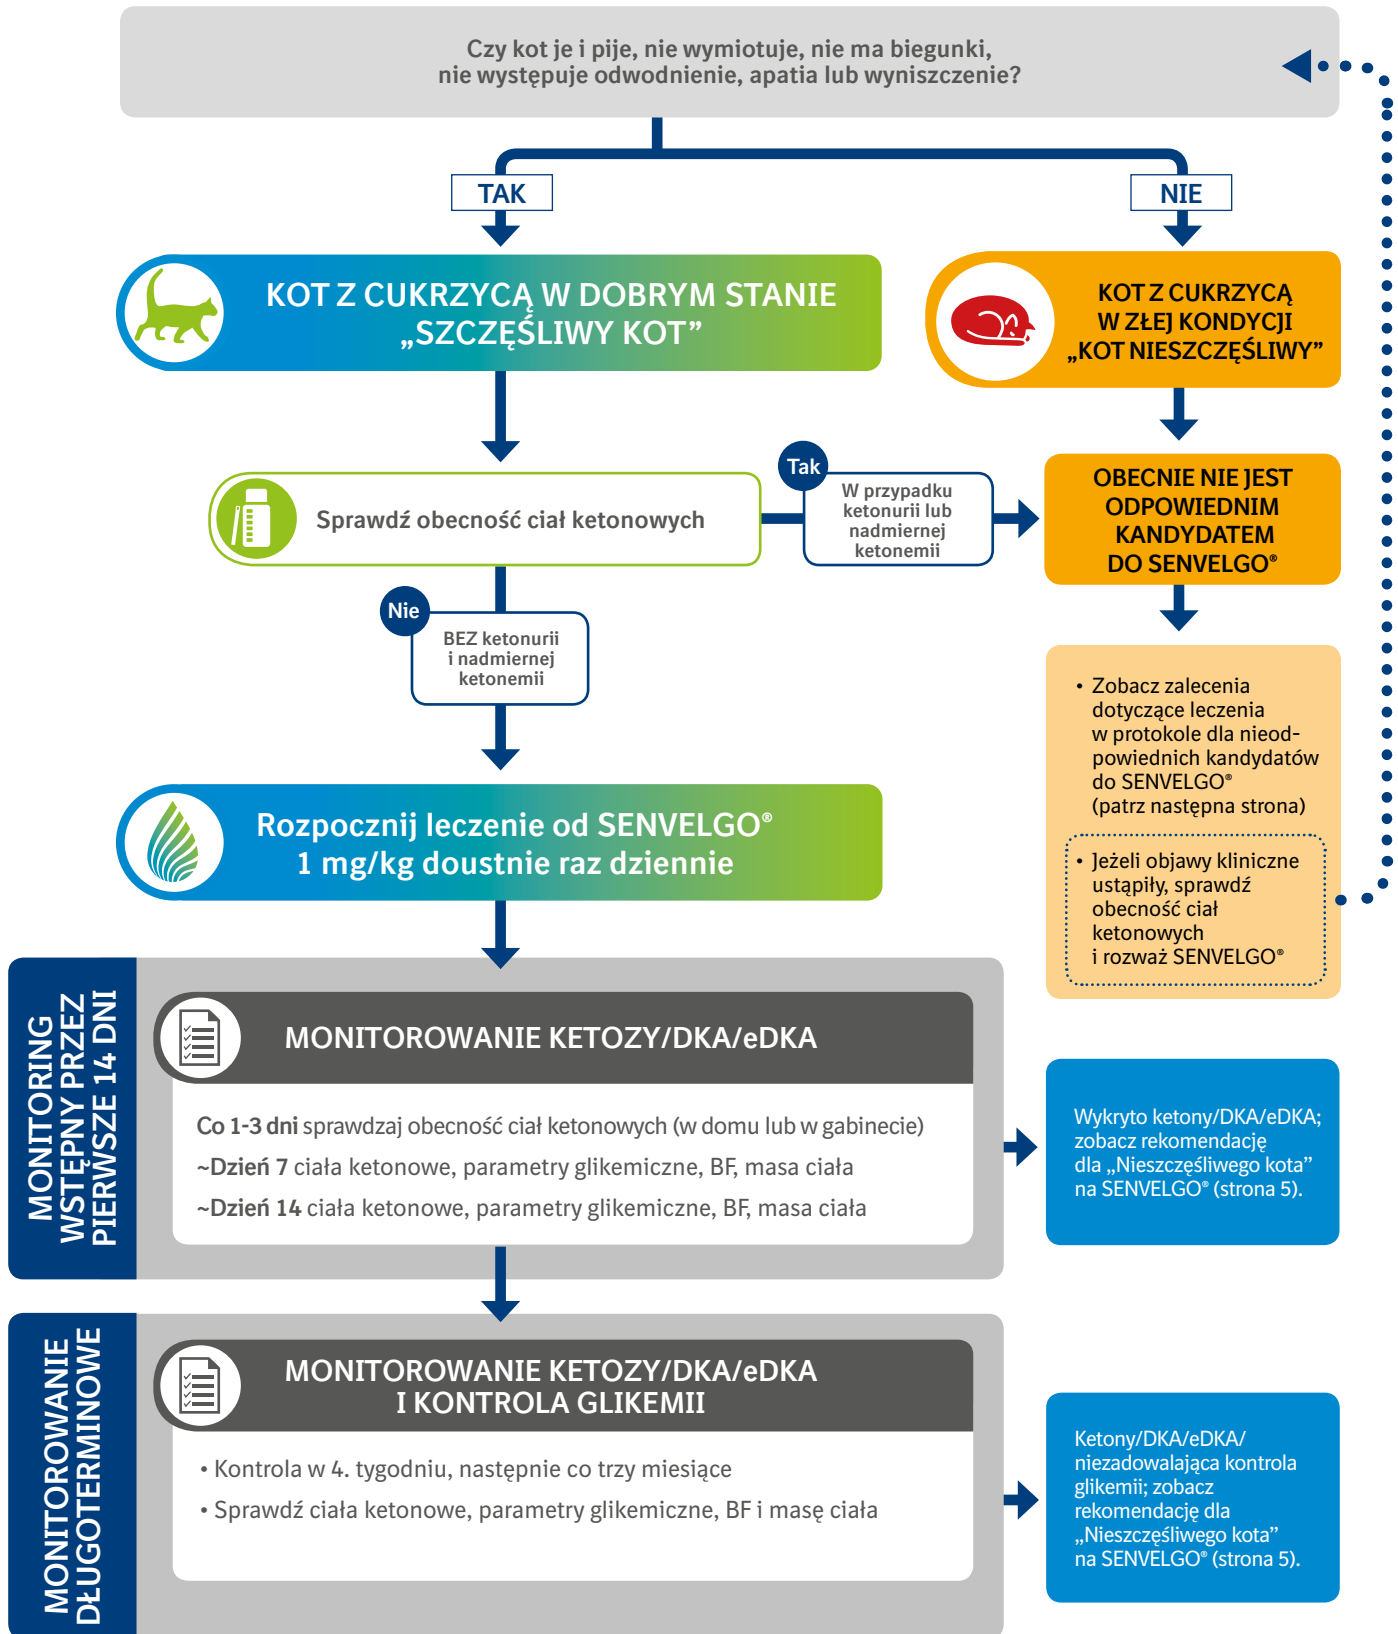 Czy kot je i pije, nie wymiotuje, nie ma biegunki,
nie występuje odwodnienie, apatia lub wyniszczenie?
TAK
NIE
KOT Z CUKRZYCĄ W DOBRYM STANIE
„SZCZĘŚLIWY KOT”
KOT Z CUKRZYCĄ
W ZŁEJ KONDYCJI
„KOT NIESZCZĘŚLIWY”
Sprawdź obecność ciał ketonowych
Tak
W przypadku
ketonurii lub
nadmiernej
ketonemii
OBECNIE NIE JEST
ODPOWIEDNIM
KANDYDATEM
DO SENVELGO®
Nie
BEZ ketonurii
i nadmiernej
ketonemii
• Zobacz zalecenia
dotyczące leczenia
w protokole dla nieod-
powiednich kandydatów
do SENVELGO®
(patrz następna strona)
• Jeżeli objawy kliniczne
ustąpiły, sprawdź
obecność ciał
ketonowych
i rozważ SENVELGO®
Rozpocznij leczenie od SENVELGO®
1 mg/kg doustnie raz dziennie
MONITORING
WSTĘPNY PRZEZ
PIERWSZE 14 DNI
MONITOROWANIE KETOZY/DKA/eDKA
Co 1-3 dni sprawdzaj obecność ciał ketonowych (w domu lub w gabinecie)
~Dzień 7 ciała ketonowe, parametry glikemiczne, BF, masa ciała
~Dzień 14 ciała ketonowe, parametry glikemiczne, BF, masa ciała
Wykryto ketony/DKA/eDKA;
zobacz rekomendację
dla „Nieszczęśliwego kota”
na SENVELGO® (strona 5).
MONITOROWANIE
DŁUGOTERMINOWE
MONITOROWANIE KETOZY/DKA/eDKA
I KONTROLA GLIKEMII
• Kontrola w 4. tygodniu, następnie co trzy miesiące
• Sprawdź ciała ketonowe, parametry glikemiczne, BF i masę ciała
Ketony/DKA/eDKA/
niezadowalająca kontrola
glikemii; zobacz
rekomendację dla
„Nieszczęśliwego kota”
na SENVELGO® (strona 5).